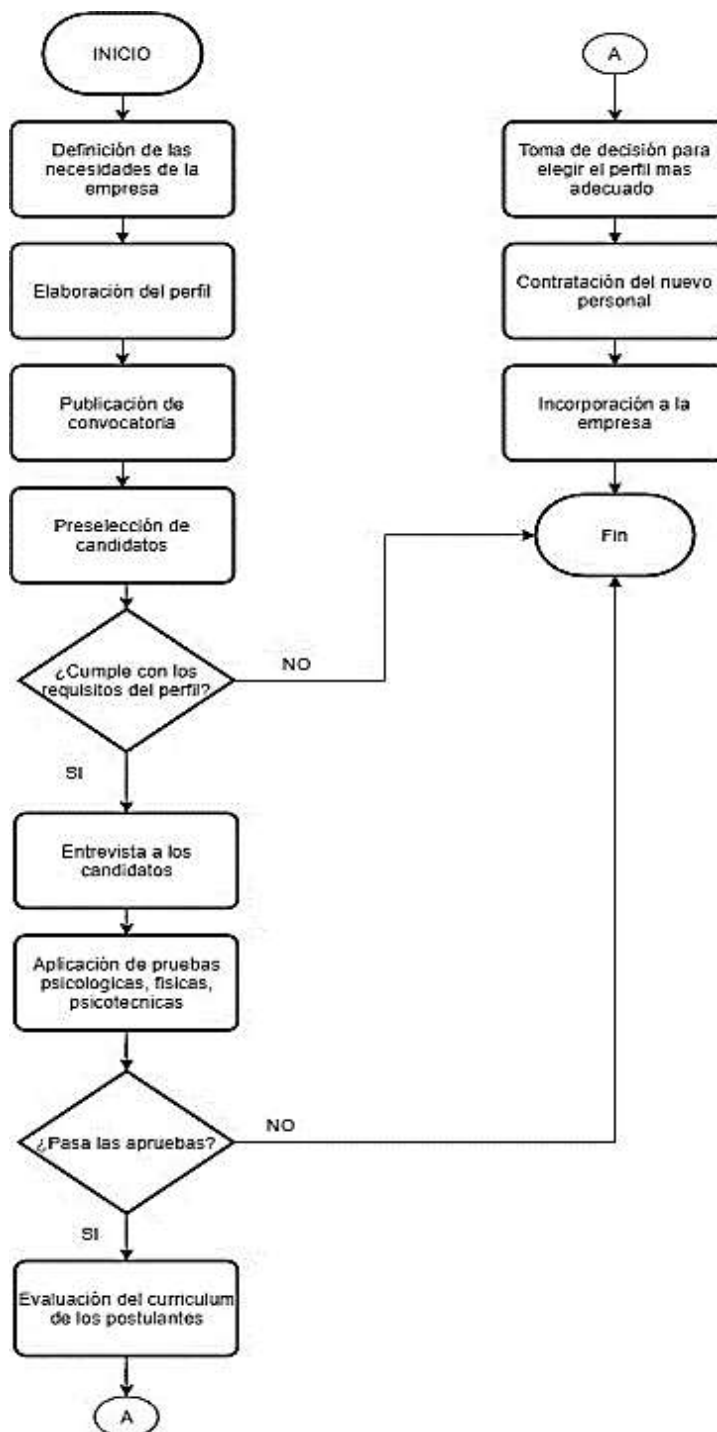 INICIO
Definición de las
necesidades de la
empresa
Elaboración del perfil
Publicación de
convocatoria
Preselección de
candidatos
¿Cumple con los
requisitos del perfil?
NO
SI
Entrevista a los
candidatos
Aplicación de pruebas
psicologicas, fisicas,
psicotecnicas
¿Pasa las apruebas?
NO
SI
Evaluación del curriculum
de los postulantes
A
A
Toma de decisión para
elegir el perfil mas
adecuado
Contratación del nuevo
personal
Incorporación a la
empresa
Fin